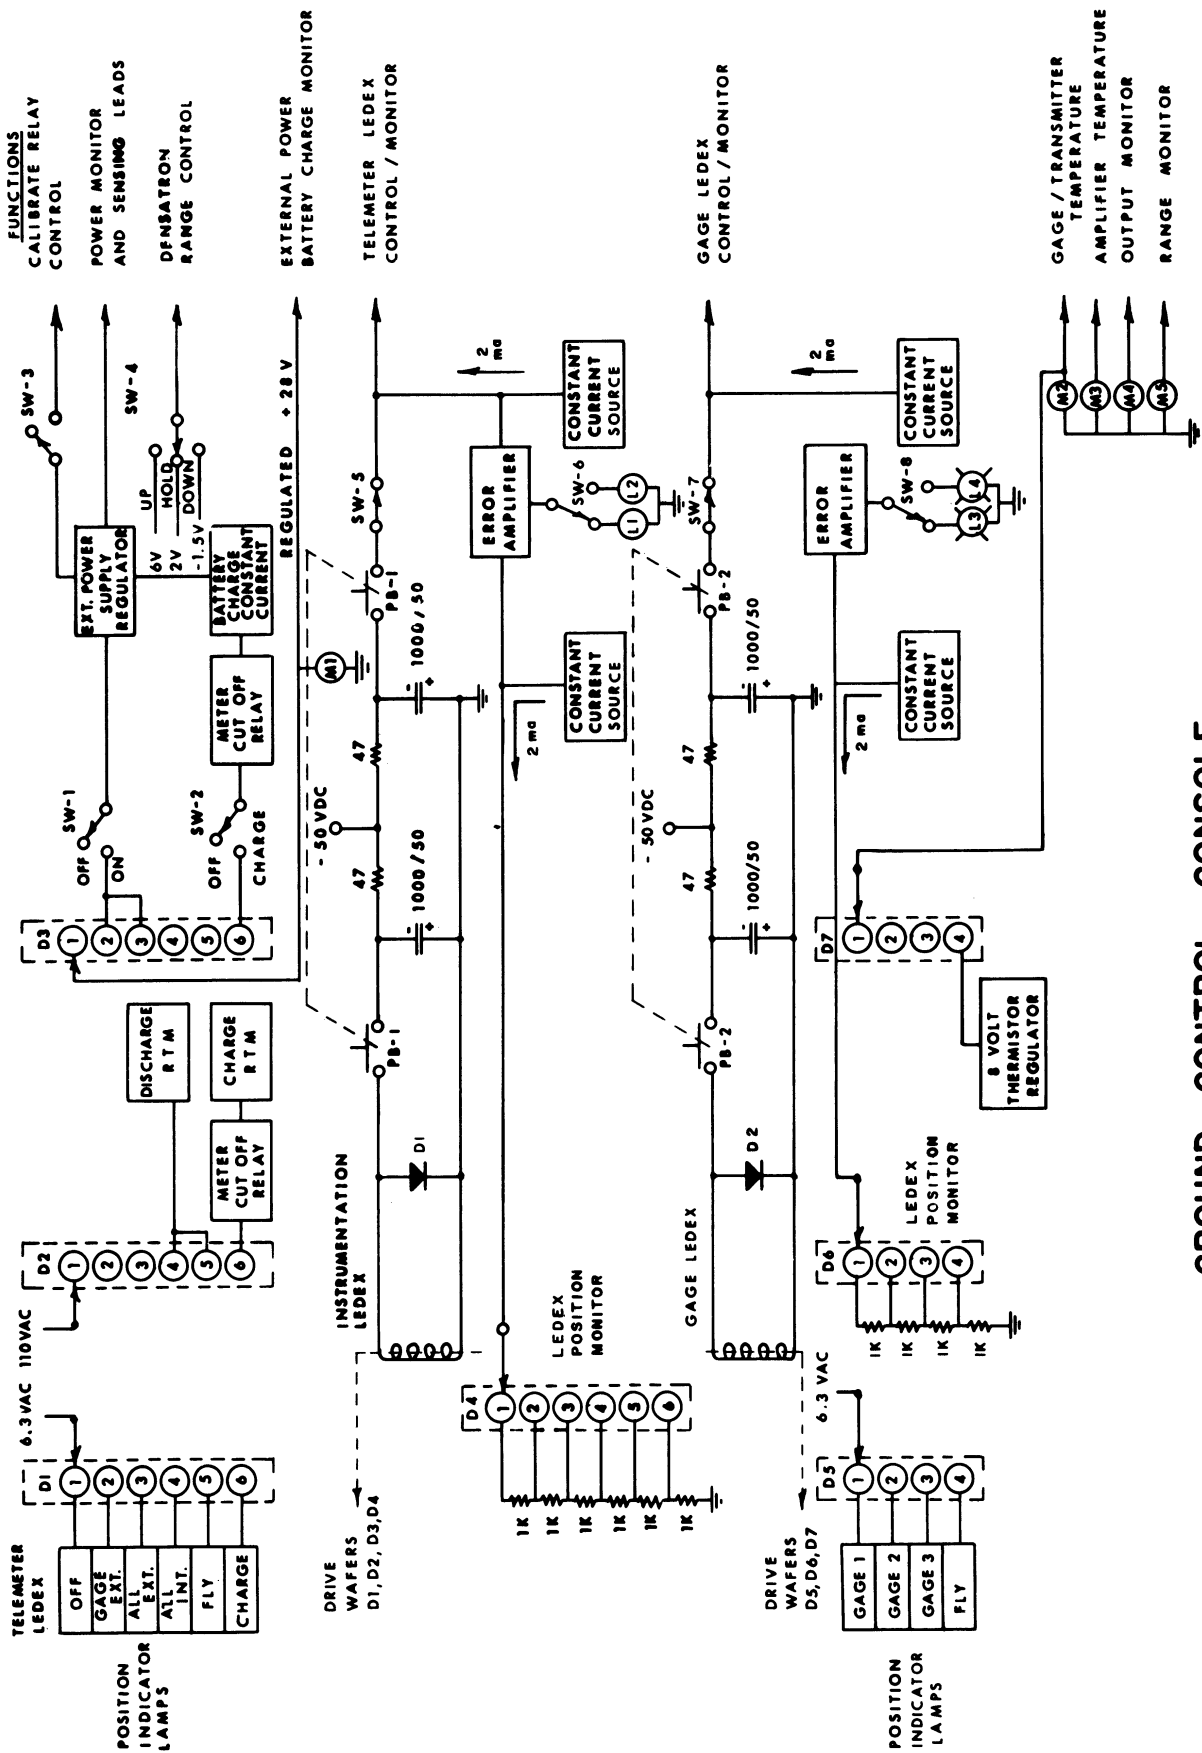 FUNCTIONS
CALIBRATE RELAY
CONTROL
POWER MONITOR
AND SENSING LEADS
DFNSATRON
RANGE CONTROL
EXTERNAL POWER
BATTERY CHARGE MONITOR
TELEMETER LEDEX
CONTROL / MONITOR
GAGE LEDEX
CONTROL / MONITOR
GAGE / TRANSMITTER
TEMPERATURE
AMPLIFIER TEMPERATURE
OUTPUT MONITOR
RANGE MONITOR
SW-3
SW-4
UP
HOLD
DOWN
6V
2V
-1.5V
EXT. POWER
SUPPLY
REGULATOR
BATTERY
CHARGE
CONSTANT
CURRENT
METER
CUT OFF
RELAY
SW-1
OFF
ON
SW-2
OFF
CHARGE
D3
1
2
3
4
5
6
DISCHARGE
RTM
CHARGE
RTM
METER
CUT OFF
RELAY
D2
1
2
3
4
5
6
6.3VAC 110VAC
D1
1
2
3
4
5
6
TELEMETER
LEDEX
OFF
GAGE
EXT.
ALL
EXT.
ALL
INT.
FLY
CHARGE
POSITION
INDICATOR
LAMPS
REGULATED + 28 V
M1
INSTRUMENTATION
LEDEX
D1
PB-1
- 50 VDC
47
47
- 1000/50
+
- 1000/50
+
PB-1
SW-5
2
ma
CONSTANT
CURRENT
SOURCE
ERROR
AMPLIFIER
SW-6
L1
L2
2 ma
CONSTANT
CURRENT
SOURCE
DRIVE
WAFERS
D1, D2, D3, D4
LEDEX
POSITION
MONITOR
D4
1
2
3
4
5
6
1K
1K
1K
1K
1K
1K
GAGE LEDEX
D2
PB-2
- 50 VDC
47
47
- 1000/50
+
- 1000/50
+
PB-2
SW-7
2
ma
CONSTANT
CURRENT
SOURCE
ERROR
AMPLIFIER
SW-8
L3
L4
2 ma
CONSTANT
CURRENT
SOURCE
M2
M3
M4
M5
D7
1
2
3
4
8 VOLT
THERMISTOR
REGULATOR
LEDEX
POSITION
MONITOR
D6
1
2
3
4
1K
1K
1K
1K
6.3 VAC
DRIVE
WAFERS
D5, D6, D7
D5
1
2
3
4
GAGE 1
GAGE 2
GAGE 3
FLY
POSITION
INDICATOR
LAMPS
GROUND CONTROL CONSOLE